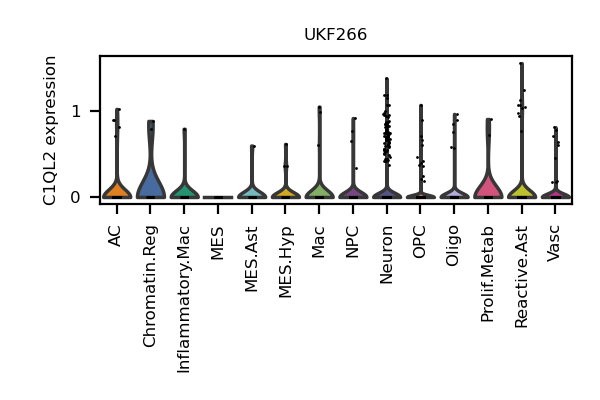 UKF266
C1QL2 expression
1
0
AC
Chromatin.Reg
Inflammatory.Mac
MES
MES.Ast
MES.Hyp
Mac
NPC
Neuron
OPC
Oligo
Prolif.Metab
Reactive.Ast
Vasc